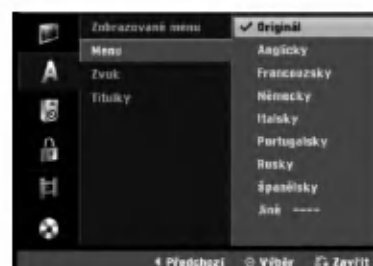 Zobrazované menu
Menu
Zvuk
Titulky
Originál
Anglicky
Francouzsky
Německy
Italsky
Portugalsky
Rusky
Španělsky
Jiné ----
Předchozí Výběr Zavřít